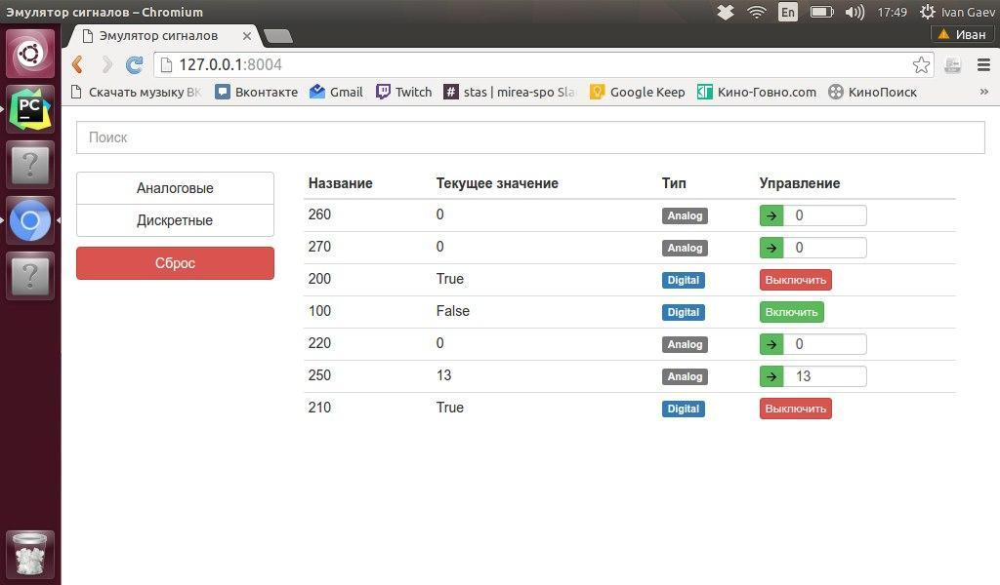 Эмулятор сигналов – Chromium
En
17:49
Ivan Gaev
Эмулятор сигналов
Иван
127.0.0.1:8004
Скачать музыку ВК
Вконтакте
Gmail
Twitch
# stas | mirea-spo Sla
Google Keep
Кино-Говно.com
КиноПоиск
»
PC
Поиск
Аналоговые
Дискретные
Сброс
Название Текущее значение Тип Управление
260 0 Analog 0
270 0 Analog 0
200 True Digital Выключить
100 False Digital Включить
220 0 Analog 0
250 13 Analog 13
210 True Digital Выключить